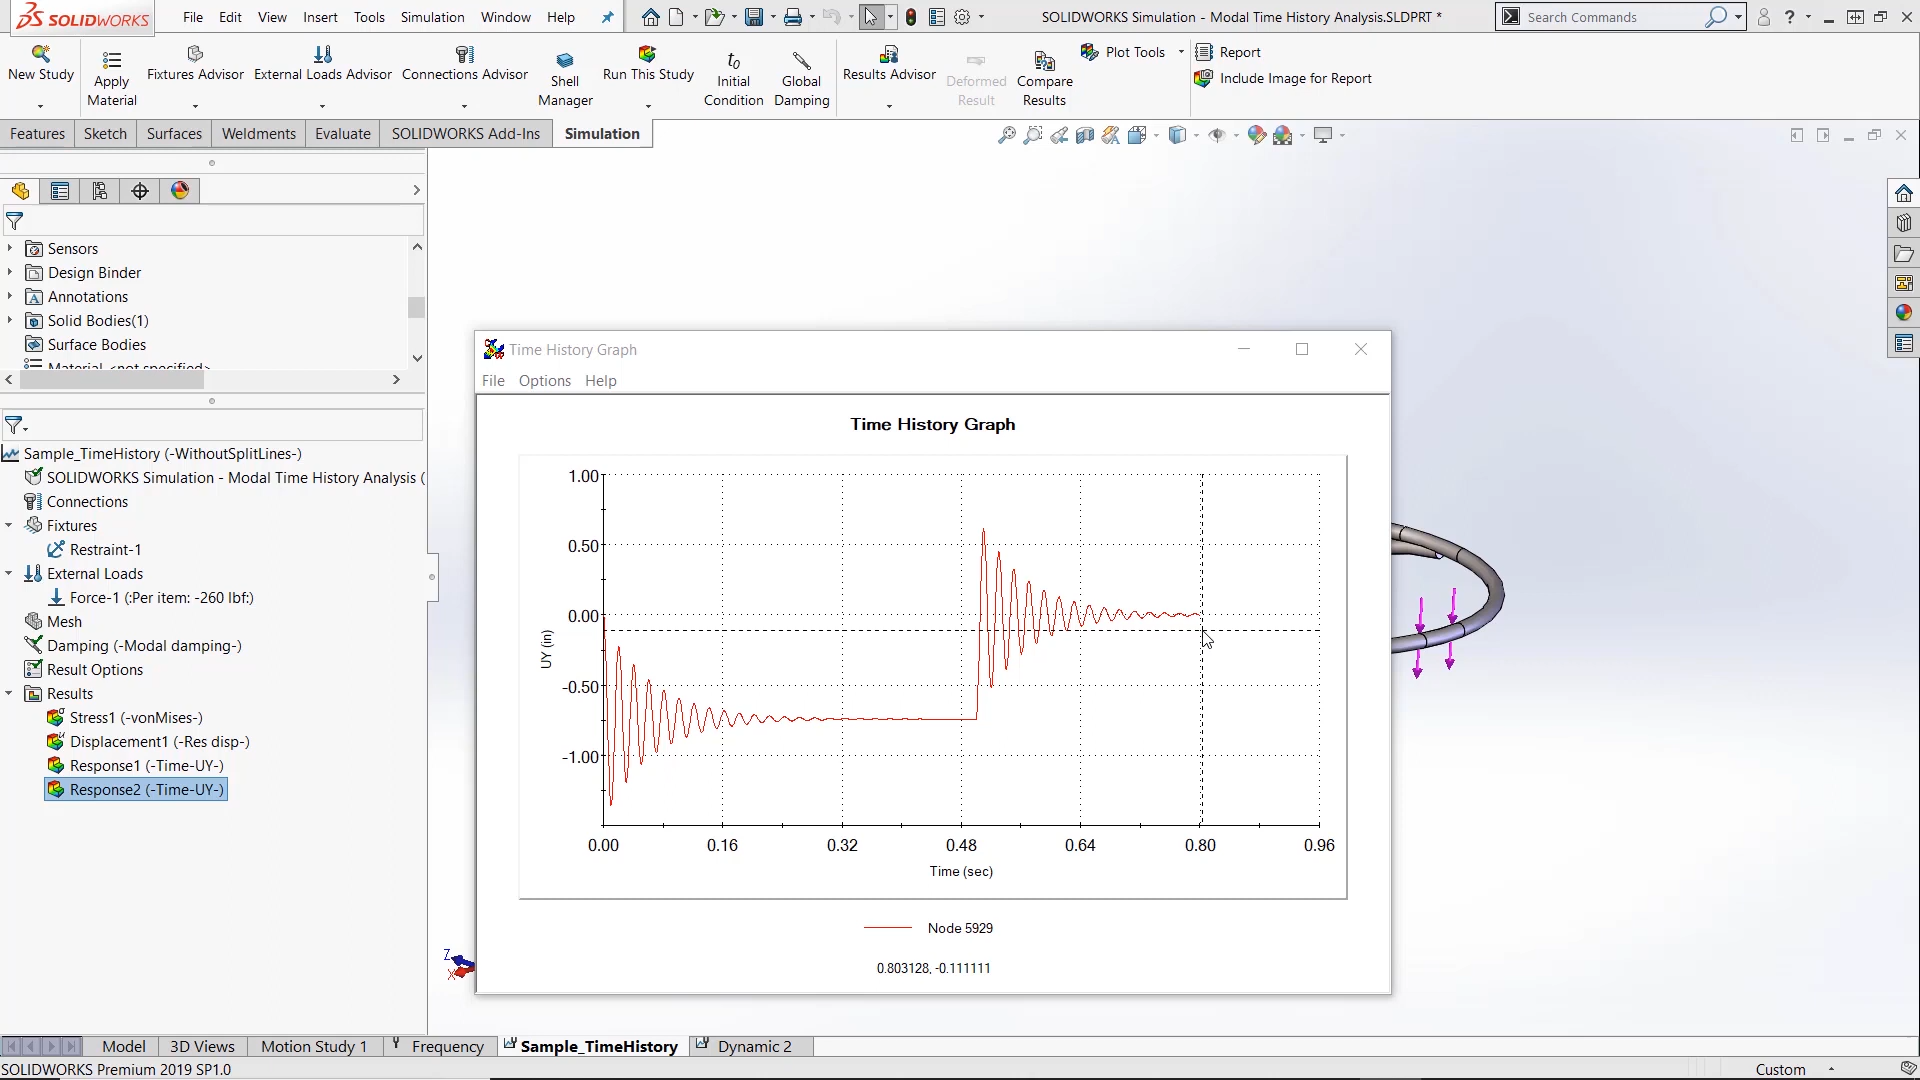 SOLIDWORKS File Edit View Insert Tools Simulation Window Help SOLIDWORKS Simulation - Modal Time History Analysis.SLDPRT * Search Commands
New Study Apply Material Fixtures Advisor External Loads Advisor Connections Advisor Shell Manager Run This Study Initial Condition Global Damping Results Advisor Deformed Result Compare Results Plot Tools Report
Include Image for Report
Features Sketch Surfaces Weldments Evaluate SOLIDWORKS Add-Ins Simulation
Sensors
Design Binder
Annotations
Solid Bodies(1)
Surface Bodies
Material <not specified>
Sample_TimeHistory (-WithoutSplitLines-)
SOLIDWORKS Simulation - Modal Time History Analysis (
Connections
Fixtures
Restraint-1
External Loads
Force-1 (:Per item: -260 lbf:)
Mesh
Damping (-Modal damping-)
Result Options
Results
Stress1 (-vonMises-)
Displacement1 (-Res disp-)
Response1 (-Time-UY-)
Response2 (-Time-UY-)
Time History Graph
File Options Help
Time History Graph
1.00
0.50
0.00
-0.50
-1.00
UY (in)
0.00 0.16 0.32 0.48 0.64 0.80 0.96
Time (sec)
Node 5929
0.803128, -0.111111
Z
X
Model 3D Views Motion Study 1 Frequency Sample_TimeHistory Dynamic 2
SOLIDWORKS Premium 2019 SP1.0 Custom